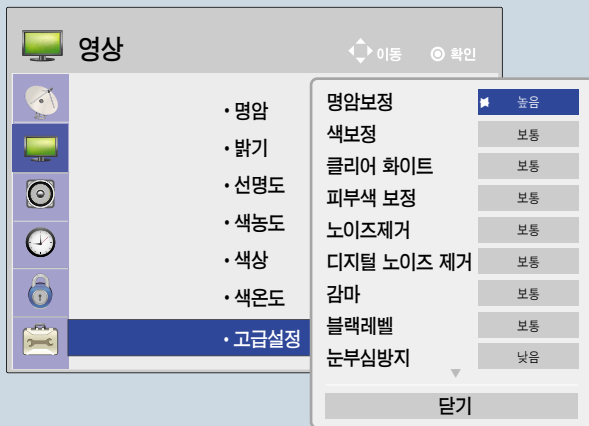 영상
이동 확인
· 명암
· 밝기
· 선명도
· 색농도
· 색상
· 색온도
· 고급설정
명암보정 높음
색보정 보통
클리어 화이트 보통
피부색 보정 보통
노이즈제거 보통
디지털 노이즈 제거 보통
감마 보통
블랙레벨 보통
눈부심방지 낮음
닫기